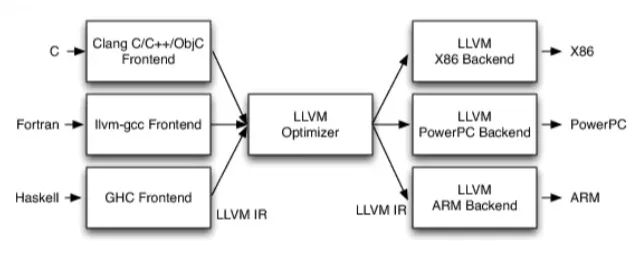 C
Clang C/C++/ObjC
Frontend
LLVM
X86 Backend
X86
Fortran
llvm-gcc Frontend
LLVM
Optimizer
LLVM
PowerPC Backend
PowerPC
Haskell
GHC Frontend
LLVM IR
LLVM IR
LLVM
ARM Backend
ARM